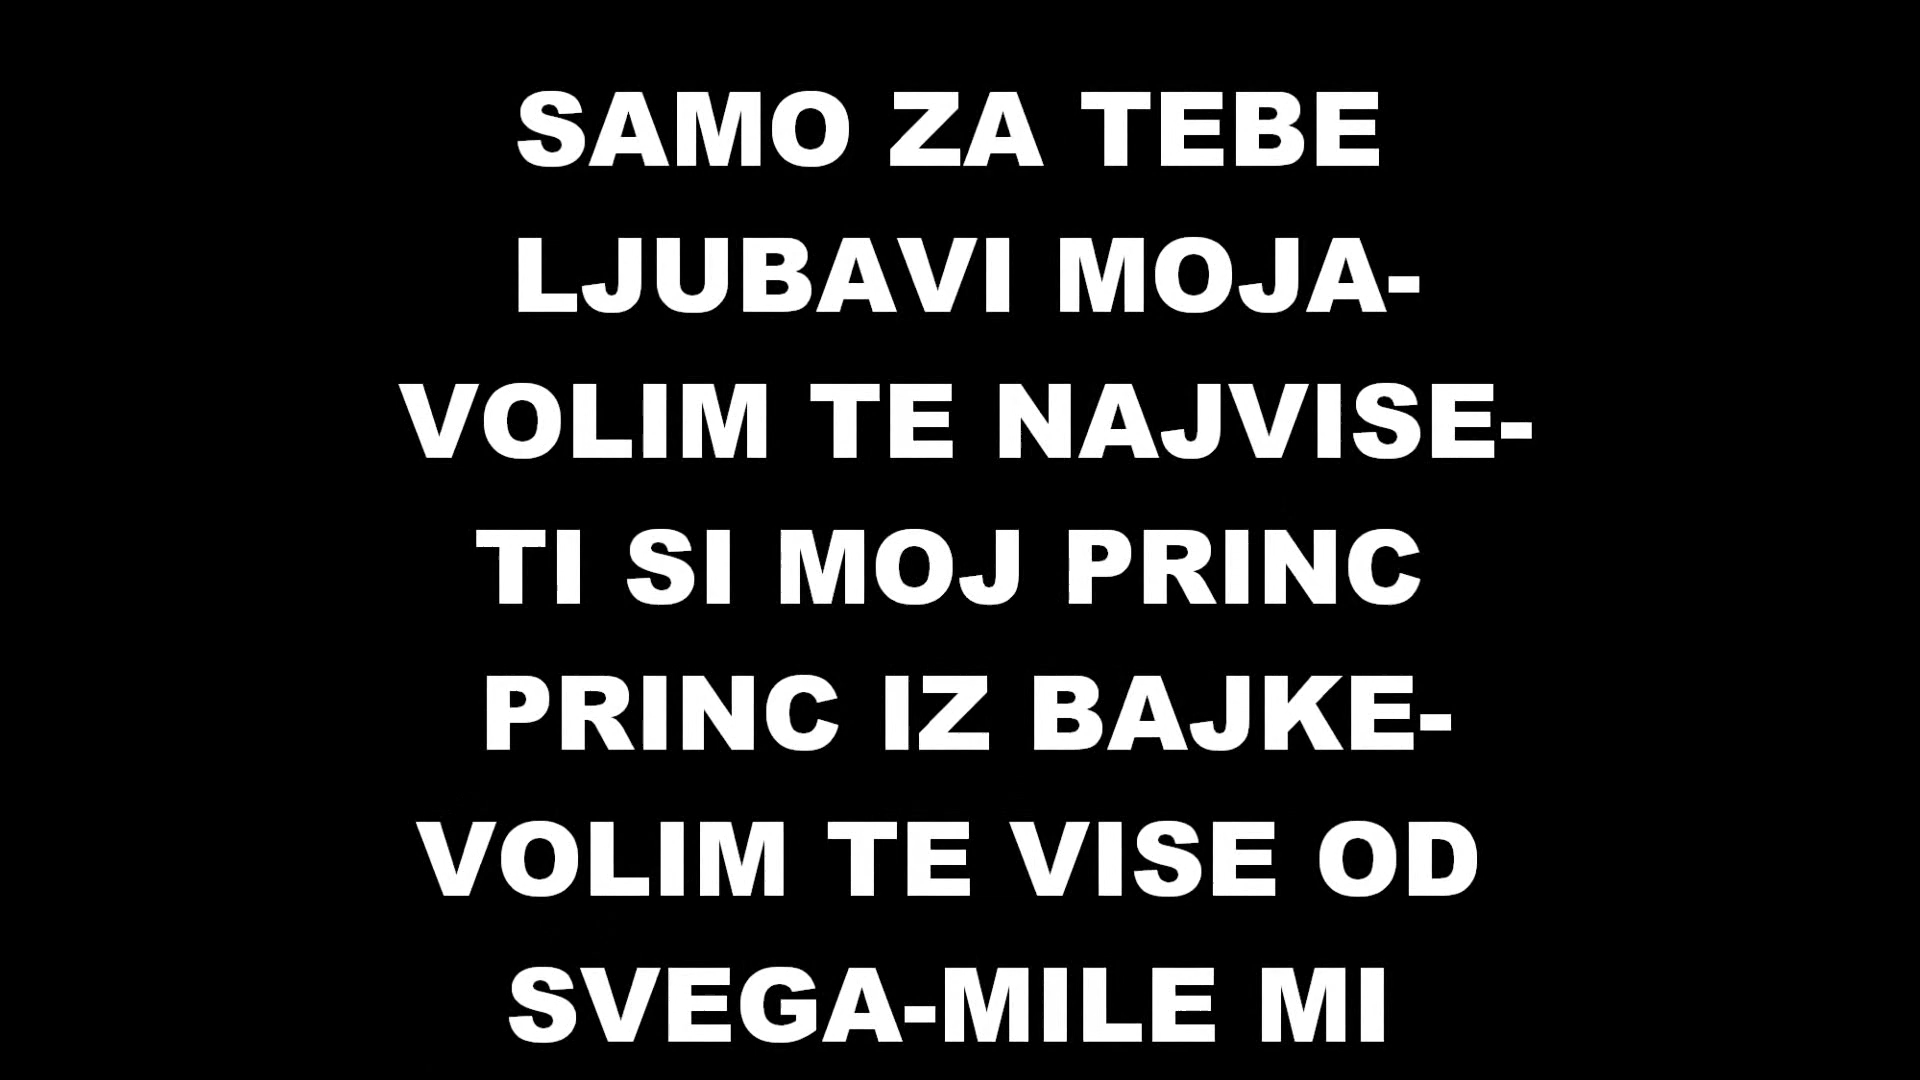 SAMO ZA TEBE
LJUBAVI MOJA-
VOLIM TE NAJVISE-
TI SI MOJ PRINC
PRINC IZ BAJKE-
VOLIM TE VISE OD
SVEGA-MILE MI